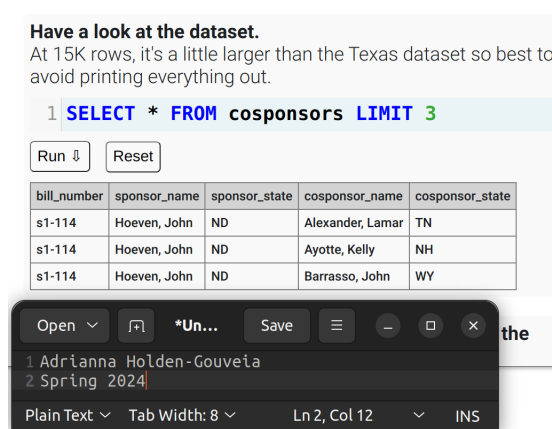 Have a look at the dataset.
At 15K rows, it's a little larger than the Texas dataset so best to
avoid printing everything out.
1 SELECT * FROM cosponsors LIMIT 3
Run ⇩ Reset
bill_number sponsor_name sponsor_state cosponsor_name cosponsor_state
s1-114 Hoeven, John ND Alexander, Lamar TN
s1-114 Hoeven, John ND Ayotte, Kelly NH
s1-114 Hoeven, John ND Barrasso, John WY
the
Open *Un... Save
1 Adrianna Holden-Gouveia
2 Spring 2024
Plain Text Tab Width: 8 Ln 2, Col 12 INS